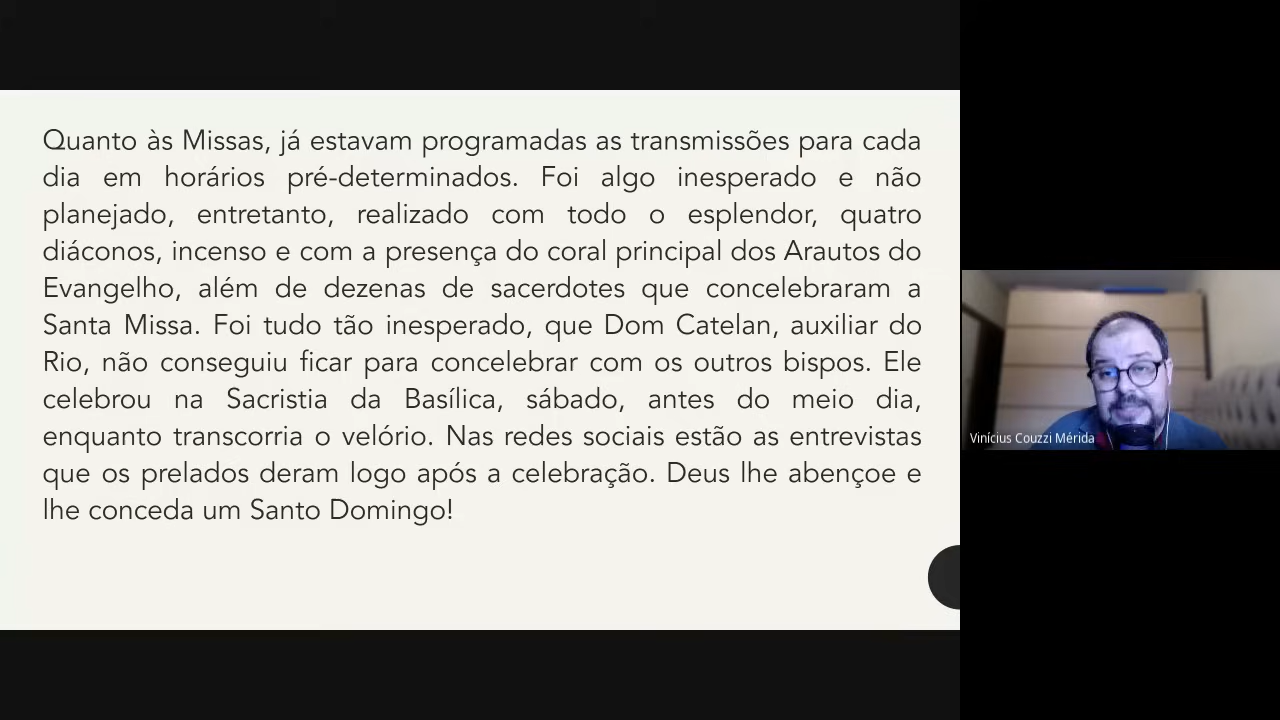 Quanto às Missas, já estavam programadas as transmissões para cada
dia em horários pré-determinados. Foi algo inesperado e não
planejado, entretanto, realizado com todo o esplendor, quatro
diáconos, incenso e com a presença do coral principal dos Arautos do
Evangelho, além de dezenas de sacerdotes que concelebraram a
Santa Missa. Foi tudo tão inesperado, que Dom Catelan, auxiliar do
Rio, não conseguiu ficar para concelebrar com os outros bispos. Ele
celebrou na Sacristia da Basílica, sábado, antes do meio dia,
enquanto transcorria o velório. Nas redes sociais estão as entrevistas
que os prelados deram logo após a celebração. Deus lhe abençoe e
lhe conceda um Santo Domingo!
Vinícius Couzzi Mérida